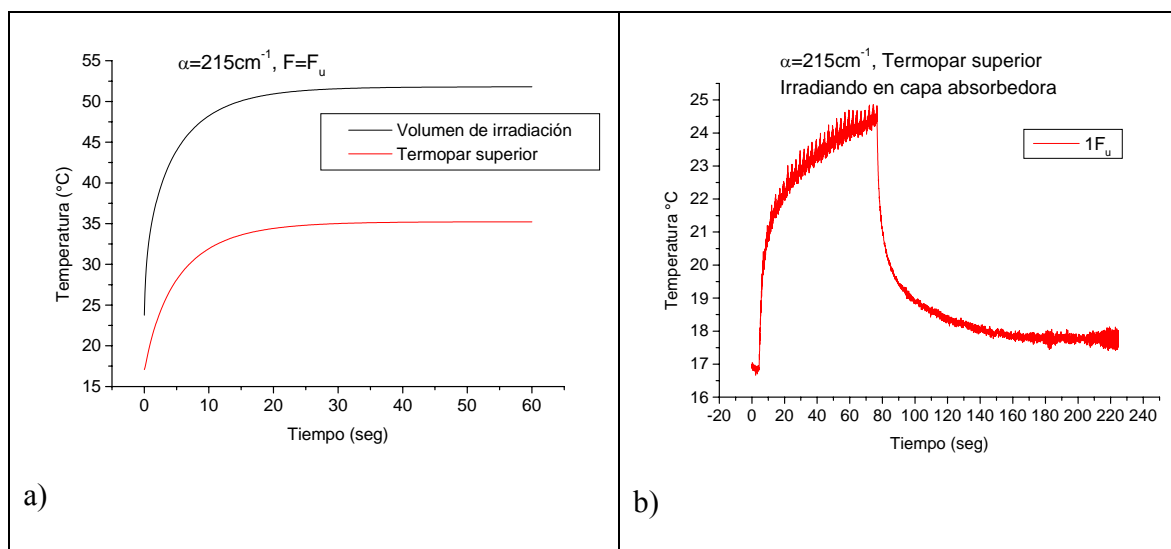 α=215cm⁻¹, F=Fᵤ
55
50
45
40
35
30
25
20
15
Temperatura (°C)
Volumen de irradiación
Termopar superior
0 10 20 30 40 50 60
Tiempo (seg)
a)
α=215cm⁻¹, Termopar superior
Irradiando en capa absorbedora
25
24
23
22
21
20
19
18
17
16
Temperatura °C
1Fᵤ
-20 0 20 40 60 80 100 120 140 160 180 200 220 240
Tiempo (seg)
b)